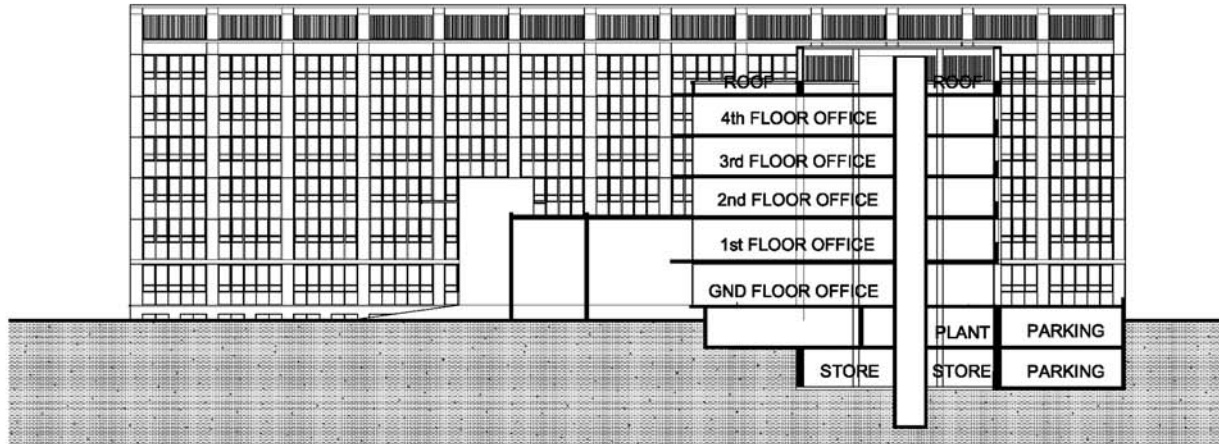 ROOF ROOF
4th FLOOR OFFICE
3rd FLOOR OFFICE
2nd FLOOR OFFICE
1st FLOOR OFFICE
GND FLOOR OFFICE
PLANT PARKING
STORE STORE PARKING